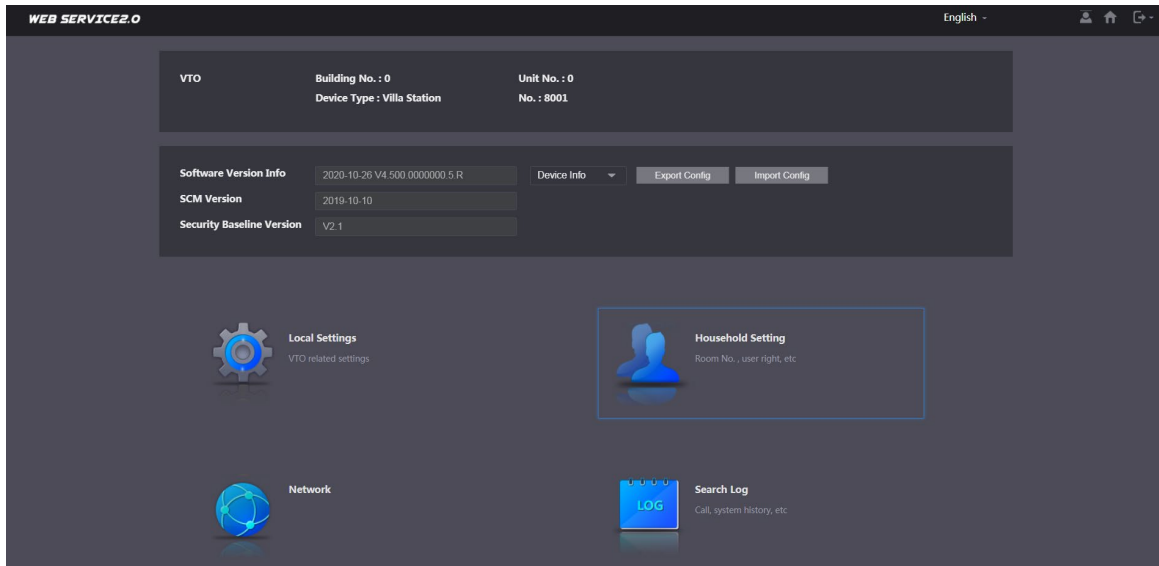 WEB SERVICE2.0 English
VTO Building No. : 0 Unit No. : 0
Device Type : Villa Station No. : 8001
Software Version Info 2020-10-26 V4.500.0000000.5.R Device Info Export Config Import Config
SCM Version 2019-10-10
Security Baseline Version V2.1
Local Settings
VTO related settings
Household Setting
Room No. , user right, etc
Network
LOG
Search Log
Call, system history, etc